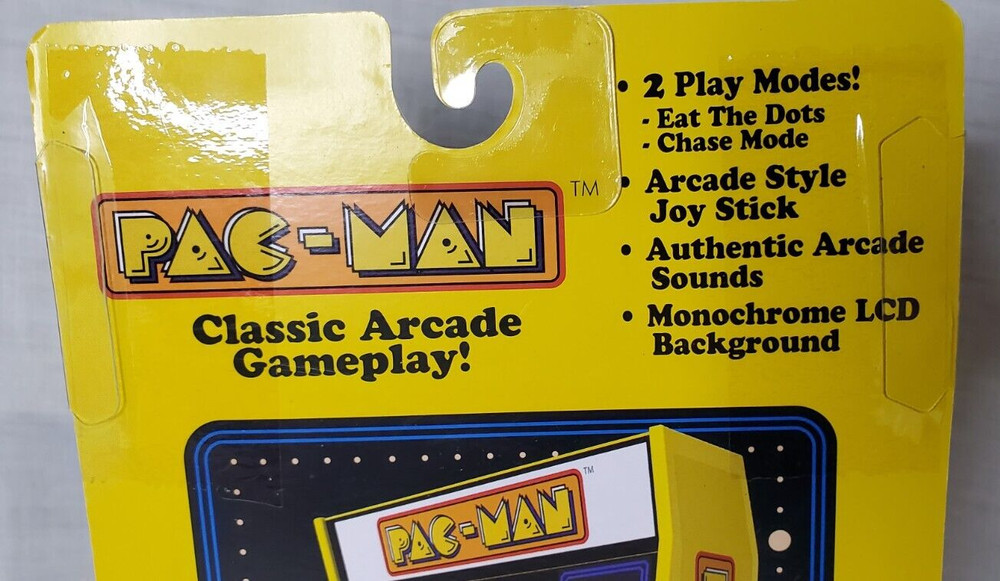 PAC-MAN TM
Classic Arcade
Gameplay!
• 2 Play Modes!
- Eat The Dots
- Chase Mode
• Arcade Style
Joy Stick
• Authentic Arcade
Sounds
• Monochrome LCD
Background
PAC-MAN TM